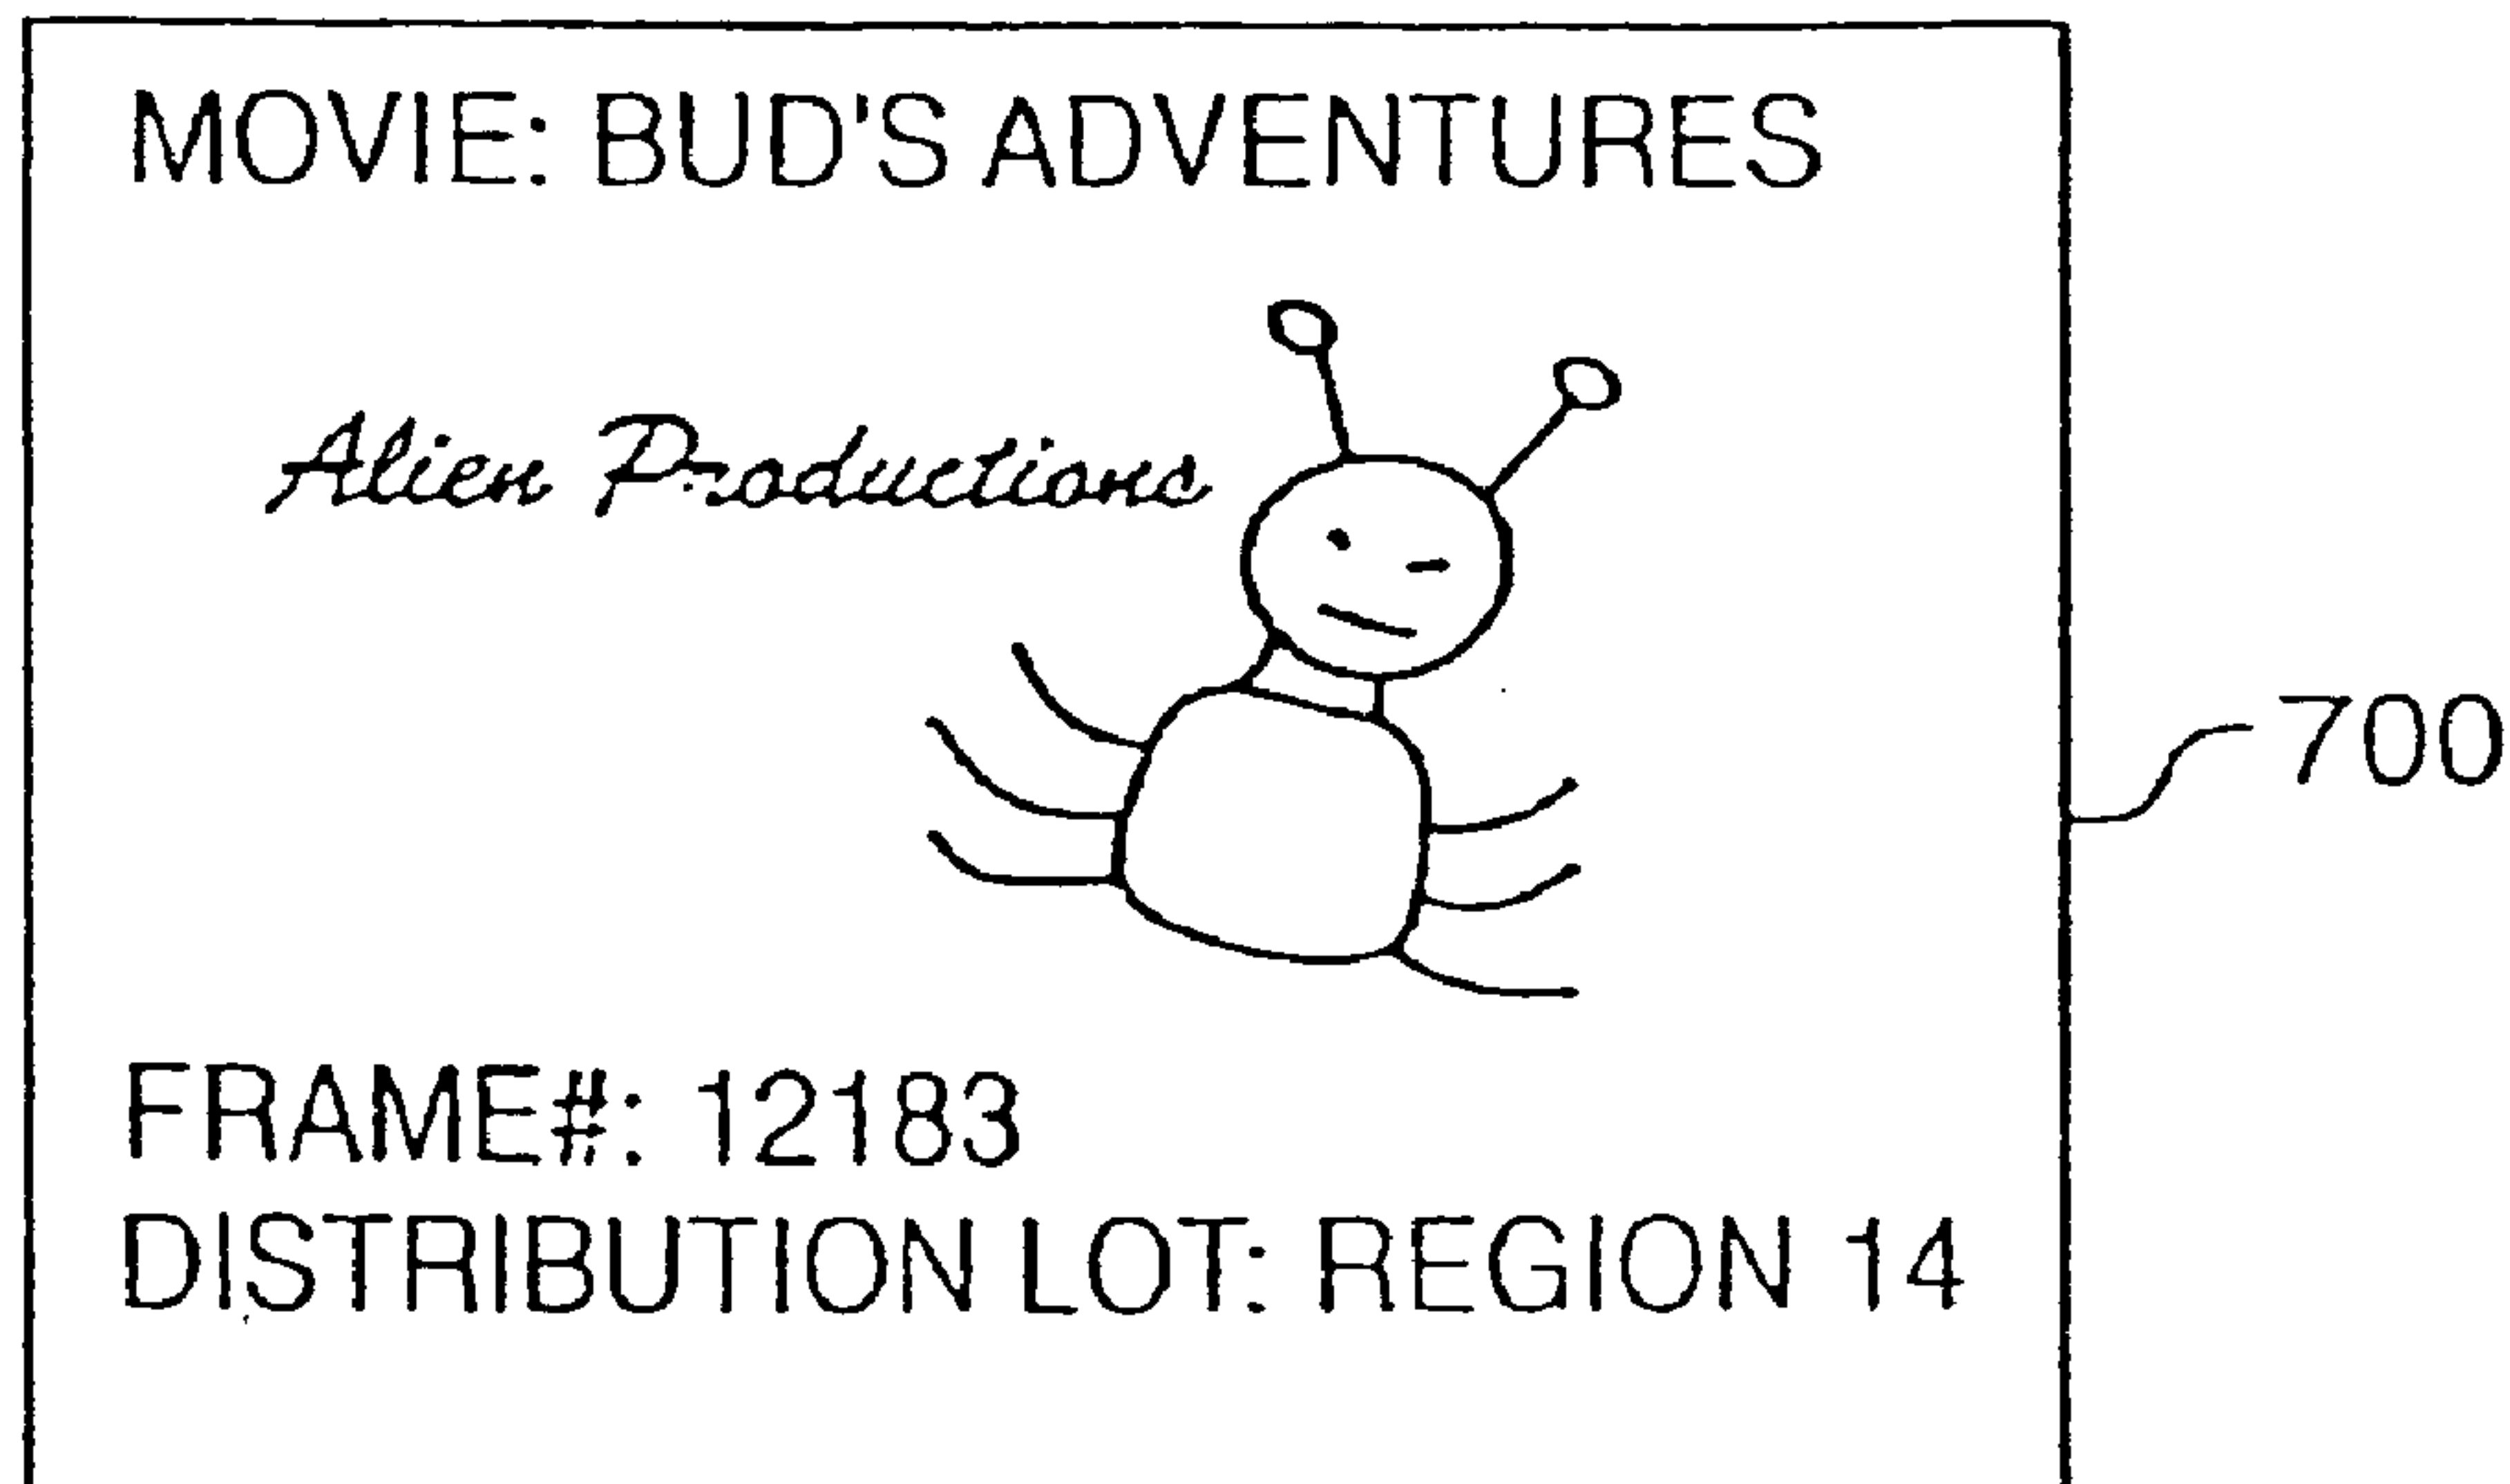 MOVIE: BUD'S ADVENTURES
Alien Productions
700
FRAME#: 12183
DISTRIBUTION LOT: REGION 14